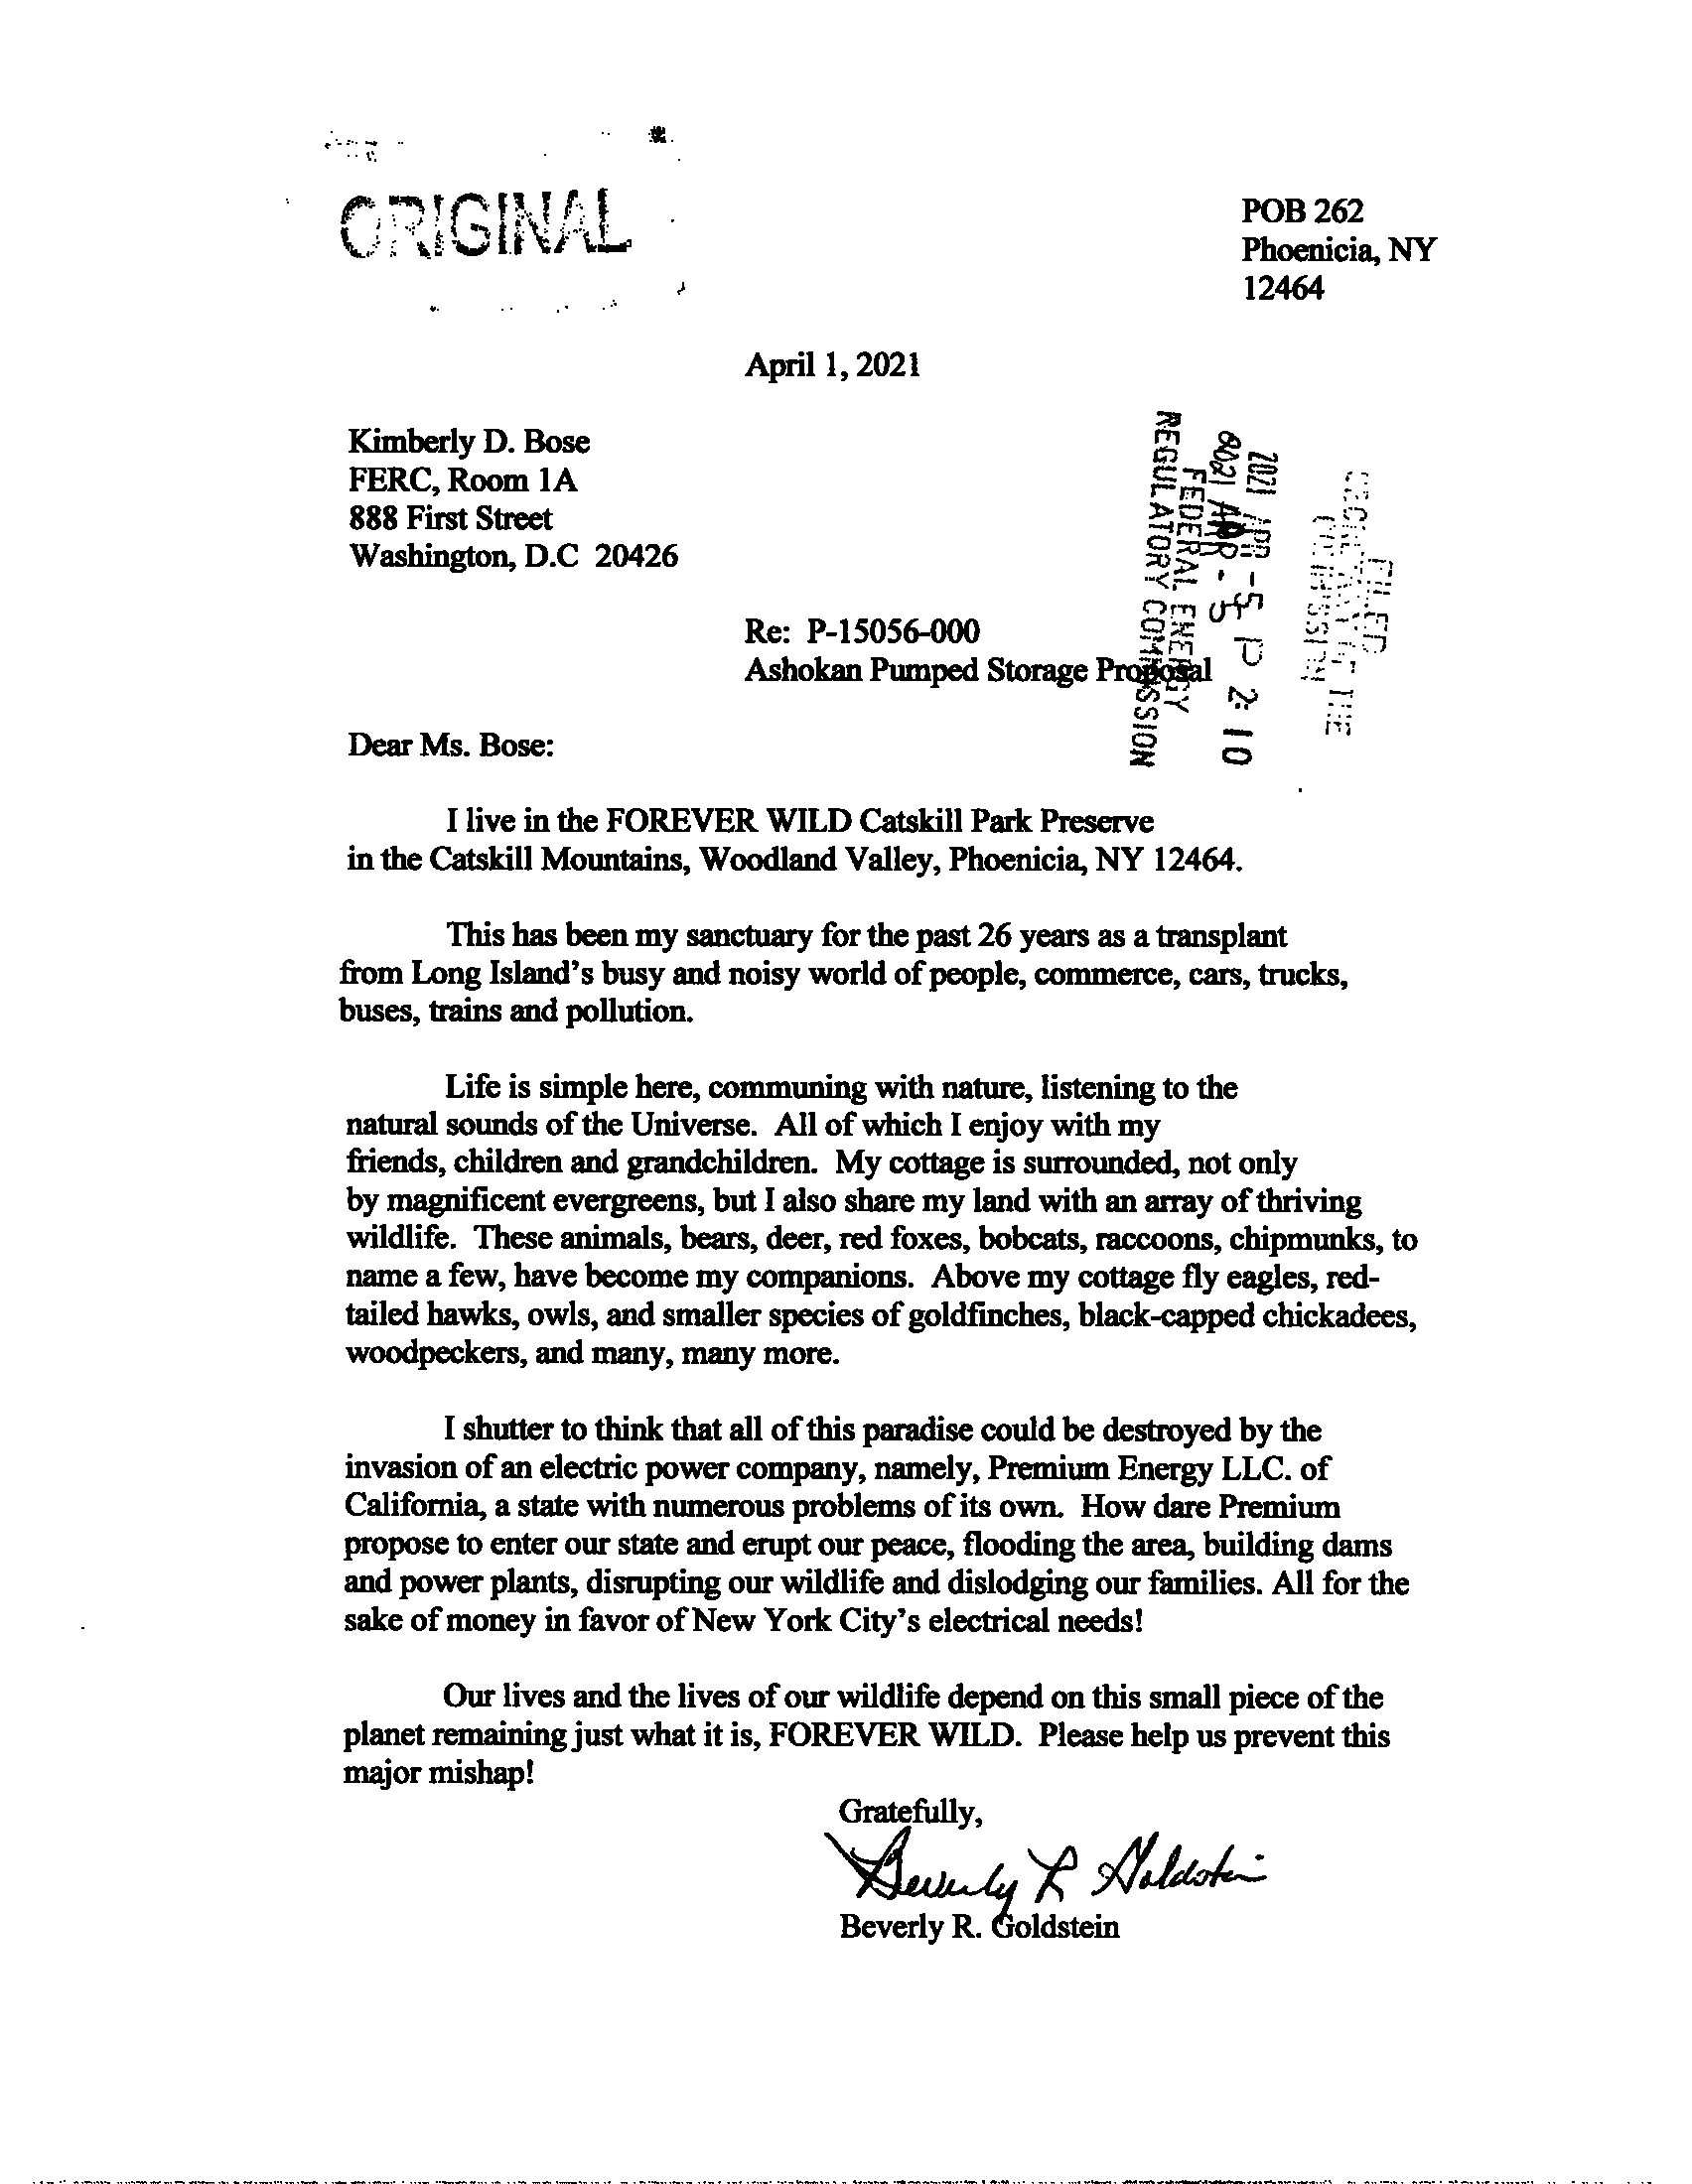 ORIGINAL
POB 262
Phoenicia, NY
12464
April 1, 2021
Kimberly D. Bose
FERC, Room 1A
888 First Street
Washington, D.C  20426
FILED
THE
2021 APR -5 P 2:10
2021 APR -5
FEDERAL ENERGY
REGULATORY COMMISSION
Re:  P-15056-000
Ashokan Pumped Storage Proposal
Dear Ms. Bose:
I live in the FOREVER WILD Catskill Park Preserve
in the Catskill Mountains, Woodland Valley, Phoenicia, NY 12464.
This has been my sanctuary for the past 26 years as a transplant
from Long Island's busy and noisy world of people, commerce, cars, trucks,
buses, trains and pollution.
Life is simple here, communing with nature, listening to the
natural sounds of the Universe.  All of which I enjoy with my
friends, children and grandchildren.  My cottage is surrounded, not only
by magnificent evergreens, but I also share my land with an array of thriving
wildlife.  These animals, bears, deer, red foxes, bobcats, raccoons, chipmunks, to
name a few, have become my companions.  Above my cottage fly eagles, red-
tailed hawks, owls, and smaller species of goldfinches, black-capped chickadees,
woodpeckers, and many, many more.
I shutter to think that all of this paradise could be destroyed by the
invasion of an electric power company, namely, Premium Energy LLC. of
California, a state with numerous problems of its own.  How dare Premium
propose to enter our state and erupt our peace, flooding the area, building dams
and power plants, disrupting our wildlife and dislodging our families. All for the
sake of money in favor of New York City's electrical needs!
Our lives and the lives of our wildlife depend on this small piece of the
planet remaining just what it is, FOREVER WILD.  Please help us prevent this
major mishap!
Gratefully,
Beverly R Goldstein
Beverly R. Goldstein